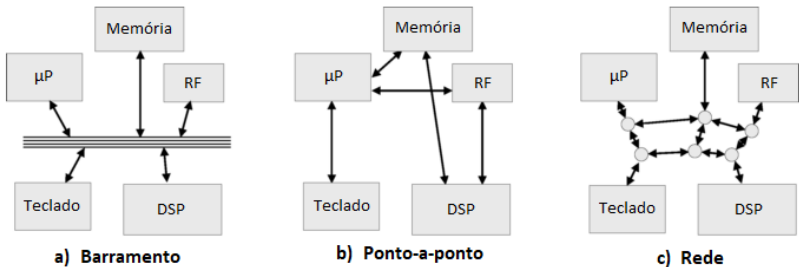 Memória
µP
RF
Teclado
DSP
a) Barramento
Memória
µP
RF
Teclado
DSP
b) Ponto-a-ponto
Memória
µP
RF
Teclado
DSP
c) Rede